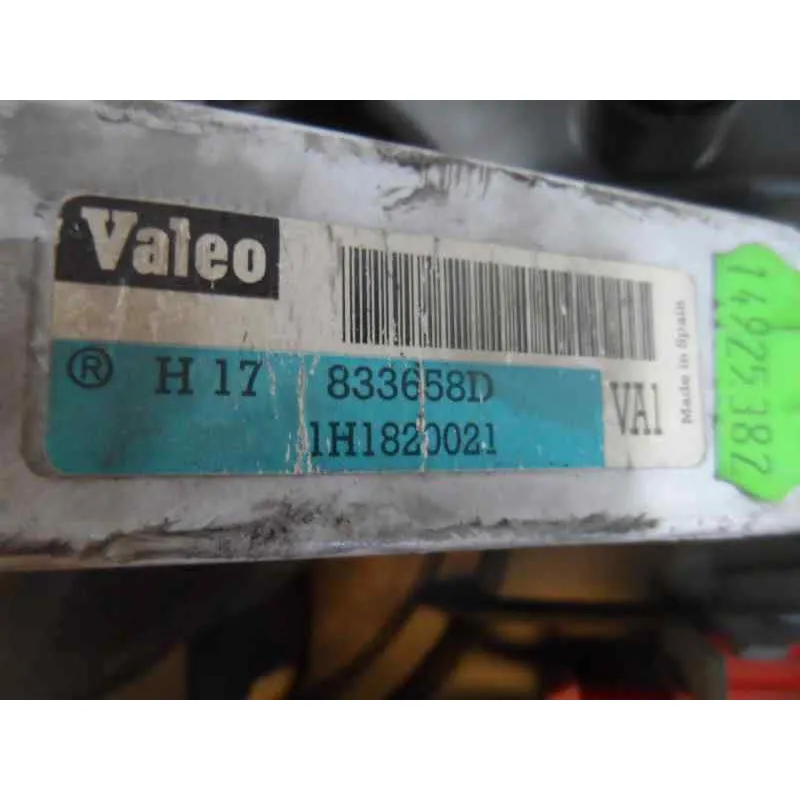 Valeo
® H 17 833658D
1H1820021
VA1
Made in Spain
14925382